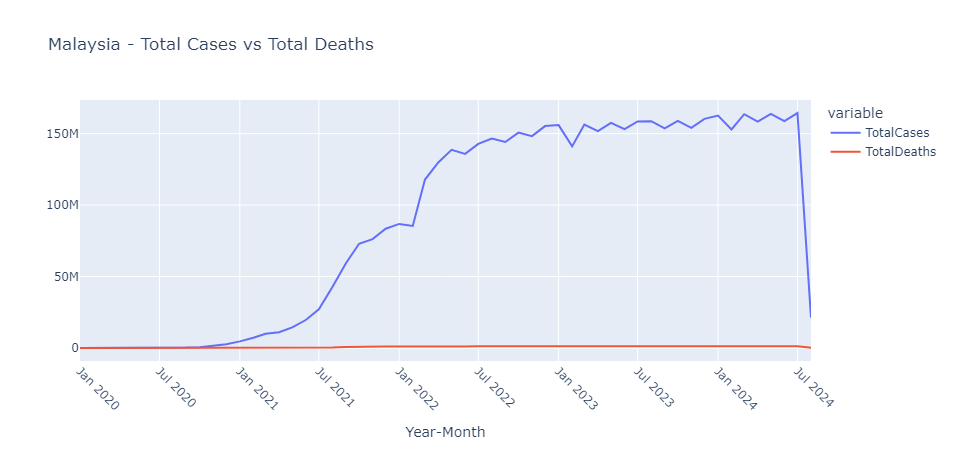 Malaysia - Total Cases vs Total Deaths
variable
TotalCases
TotalDeaths
150M
100M
50M
0
Jan 2020
Jul 2020
Jan 2021
Jul 2021
Jan 2022
Jul 2022
Jan 2023
Jul 2023
Jan 2024
Jul 2024
Year-Month